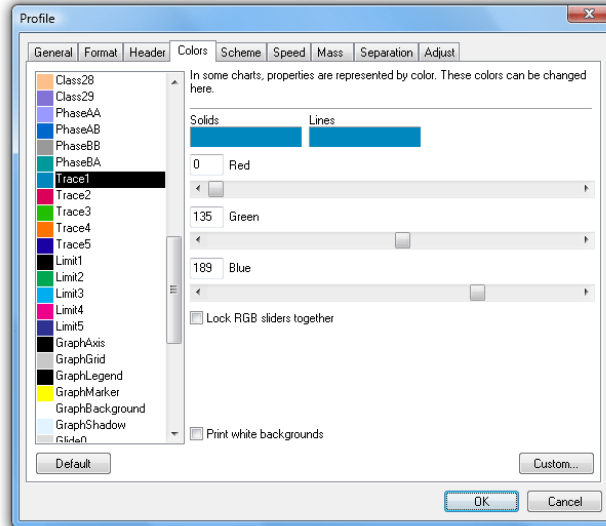 Profile
General Format Header Colors Scheme Speed Mass Separation Adjust
Class28
Class29
PhaseAA
PhaseAB
PhaseBB
PhaseBA
Trace1
Trace2
Trace3
Trace4
Trace5
Limit1
Limit2
Limit3
Limit4
Limit5
GraphAxis
GraphGrid
GraphLegend
GraphMarker
GraphBackground
GraphShadow
Glide0
In some charts, properties are represented by color. These colors can be changed
here.
Solids Lines
0 Red
135 Green
189 Blue
Lock RGB sliders together
Print white backgrounds
Default Custom...
OK Cancel